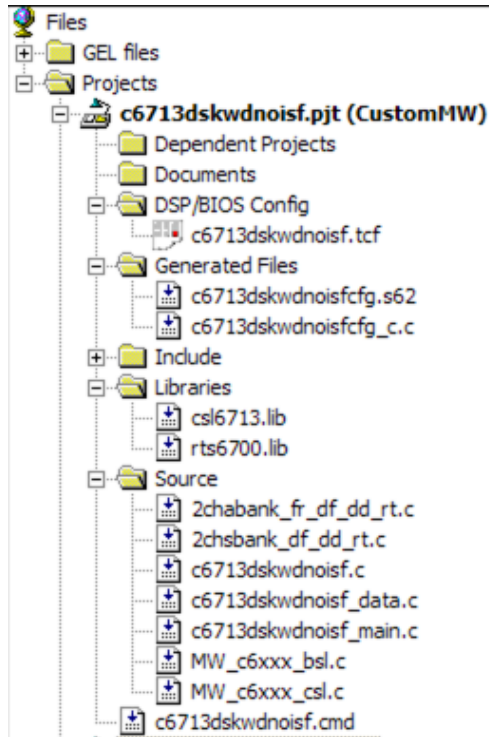 Files
GEL files
Projects
c6713dskwdnoisf.pjt (CustomMW)
Dependent Projects
Documents
DSP/BIOS Config
c6713dskwdnoisf.tcf
Generated Files
c6713dskwdnoisfcfg.s62
c6713dskwdnoisfcfg_c.c
Include
Libraries
csl6713.lib
rts6700.lib
Source
2chabank_fr_df_dd_rt.c
2chsbank_df_dd_rt.c
c6713dskwdnoisf.c
c6713dskwdnoisf_data.c
c6713dskwdnoisf_main.c
MW_c6xxx_bsl.c
MW_c6xxx_csl.c
c6713dskwdnoisf.cmd